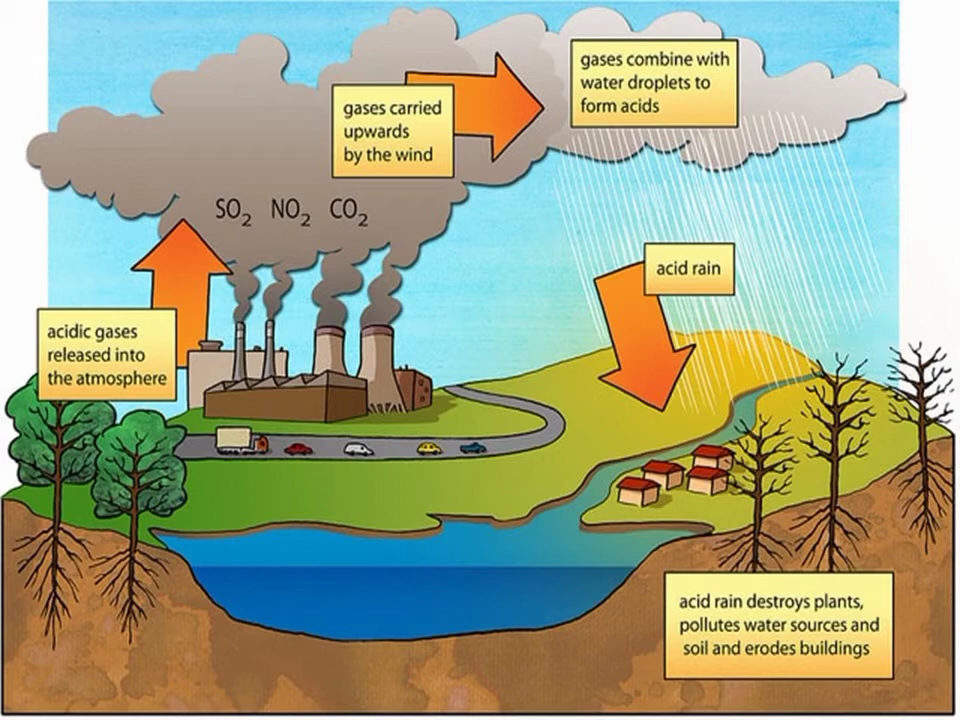 gases combine with
water droplets to
form acids
gases carried
upwards
by the wind
SO₂ NO₂ CO₂
acid rain
acidic gases
released into
the atmosphere
acid rain destroys plants,
pollutes water sources and
soil and erodes buildings